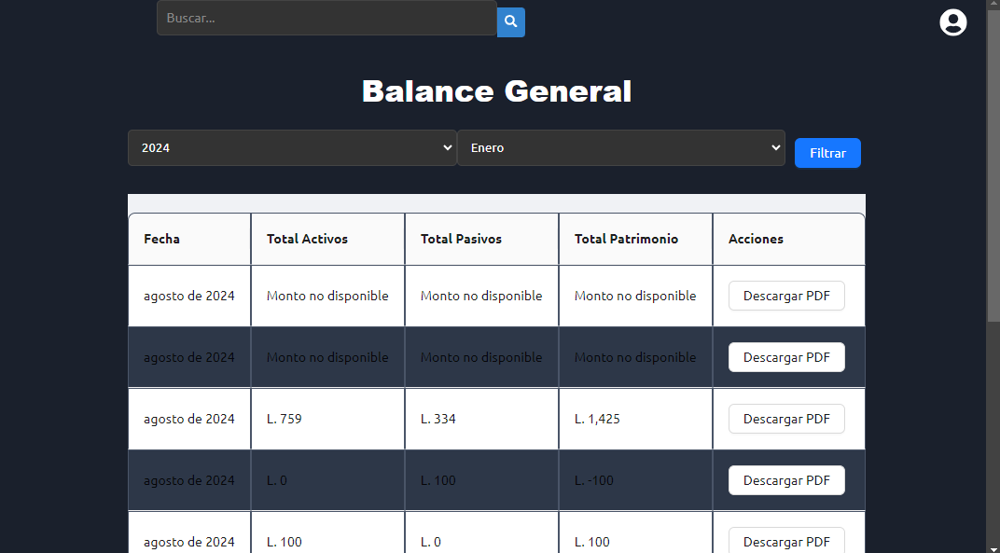 Buscar...
Balance General
2024 Enero Filtrar
Fecha Total Activos Total Pasivos Total Patrimonio Acciones
agosto de 2024 Monto no disponible Monto no disponible Monto no disponible Descargar PDF
agosto de 2024 Monto no disponible Monto no disponible Monto no disponible Descargar PDF
agosto de 2024 L. 759 L. 334 L. 1,425 Descargar PDF
agosto de 2024 L. 0 L. 100 L. -100 Descargar PDF
agosto de 2024 L. 100 L. 0 L. 100 Descargar PDF